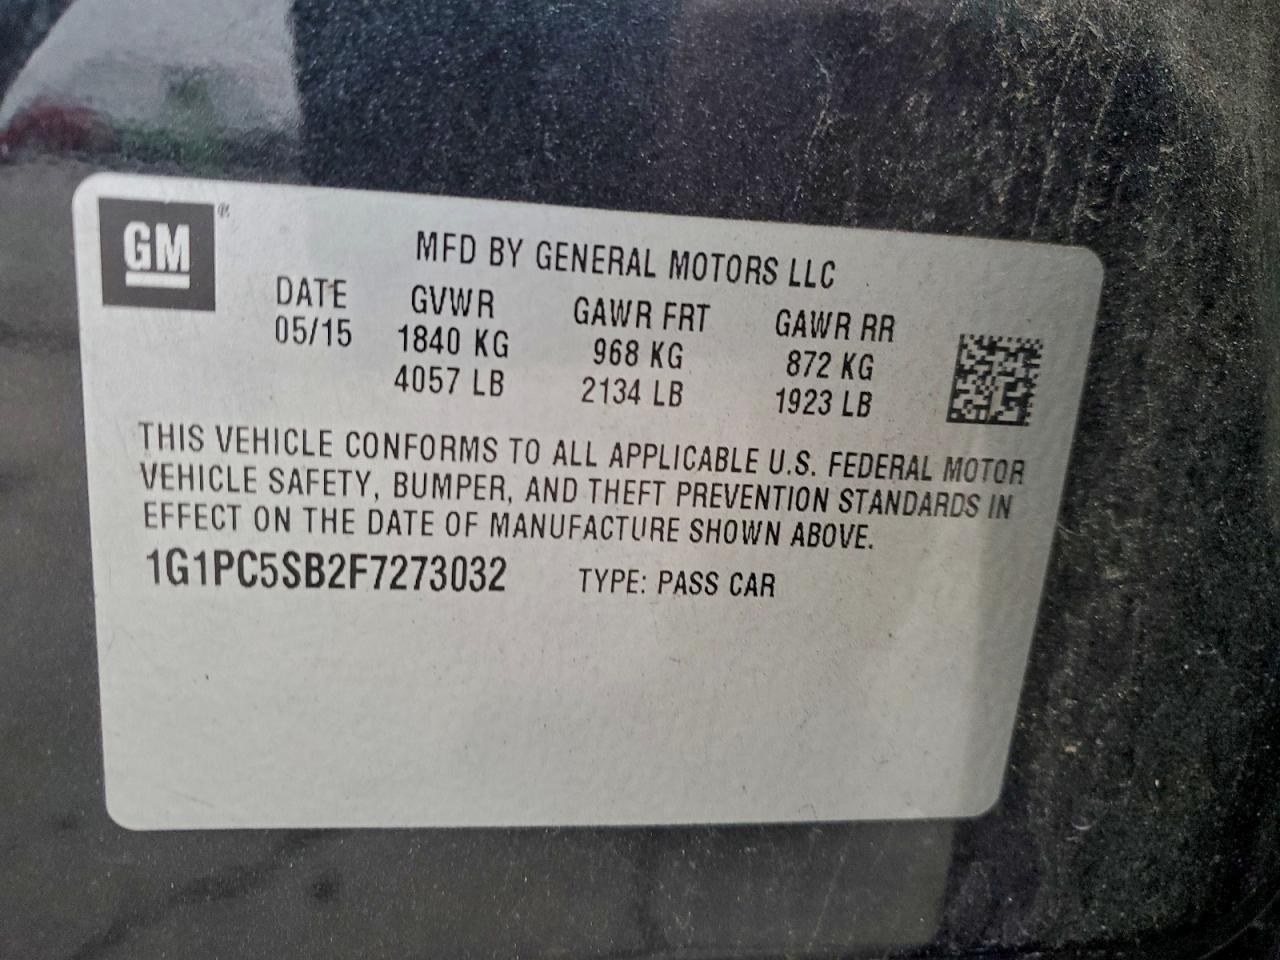 GM®
MFD BY GENERAL MOTORS LLC
DATE GVWR GAWR FRT GAWR RR
05/15 1840 KG 968 KG 872 KG
4057 LB 2134 LB 1923 LB
THIS VEHICLE CONFORMS TO ALL APPLICABLE U.S. FEDERAL MOTOR
VEHICLE SAFETY, BUMPER, AND THEFT PREVENTION STANDARDS IN
EFFECT ON THE DATE OF MANUFACTURE SHOWN ABOVE.
1G1PC5SB2F7273032 TYPE: PASS CAR